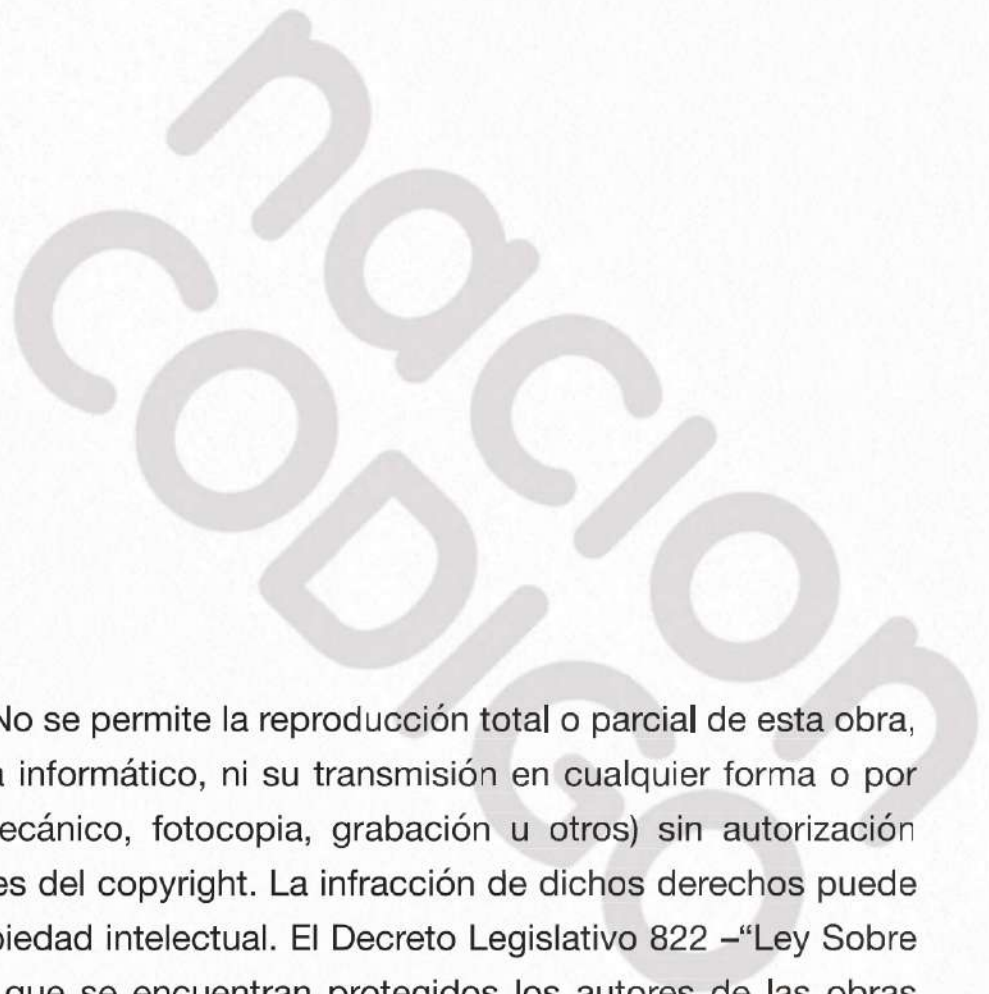 nacion
CODIGO
No se permite la reproducción total o parcial de esta obra,
informático, ni su transmisión en cualquier forma o por
ecánico, fotocopia, grabación u otros) sin autorización
es del copyright. La infracción de dichos derechos puede
piedad intelectual. El Decreto Legislativo 822 –“Ley Sobre
que se encuentran protegidos los autores de las obras